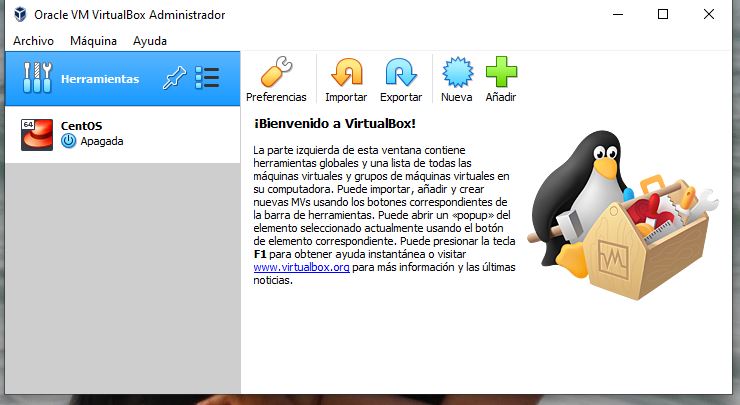 Oracle VM VirtualBox Administrador
Archivo Máquina Ayuda
Herramientas
Preferencias Importar Exportar Nueva Añadir
64
CentOS
Apagada
¡Bienvenido a VirtualBox!
La parte izquierda de esta ventana contiene
herramientas globales y una lista de todas las
máquinas virtuales y grupos de máquinas virtuales en
su computadora. Puede importar, añadir y crear
nuevas MVs usando los botones correspondientes de
la barra de herramientas. Puede abrir un «popup» del
elemento seleccionado actualmente usando el botón
de elemento correspondiente. Puede presionar la tecla
F1 para obtener ayuda instantánea o visitar
www.virtualbox.org para más información y las últimas
noticias.